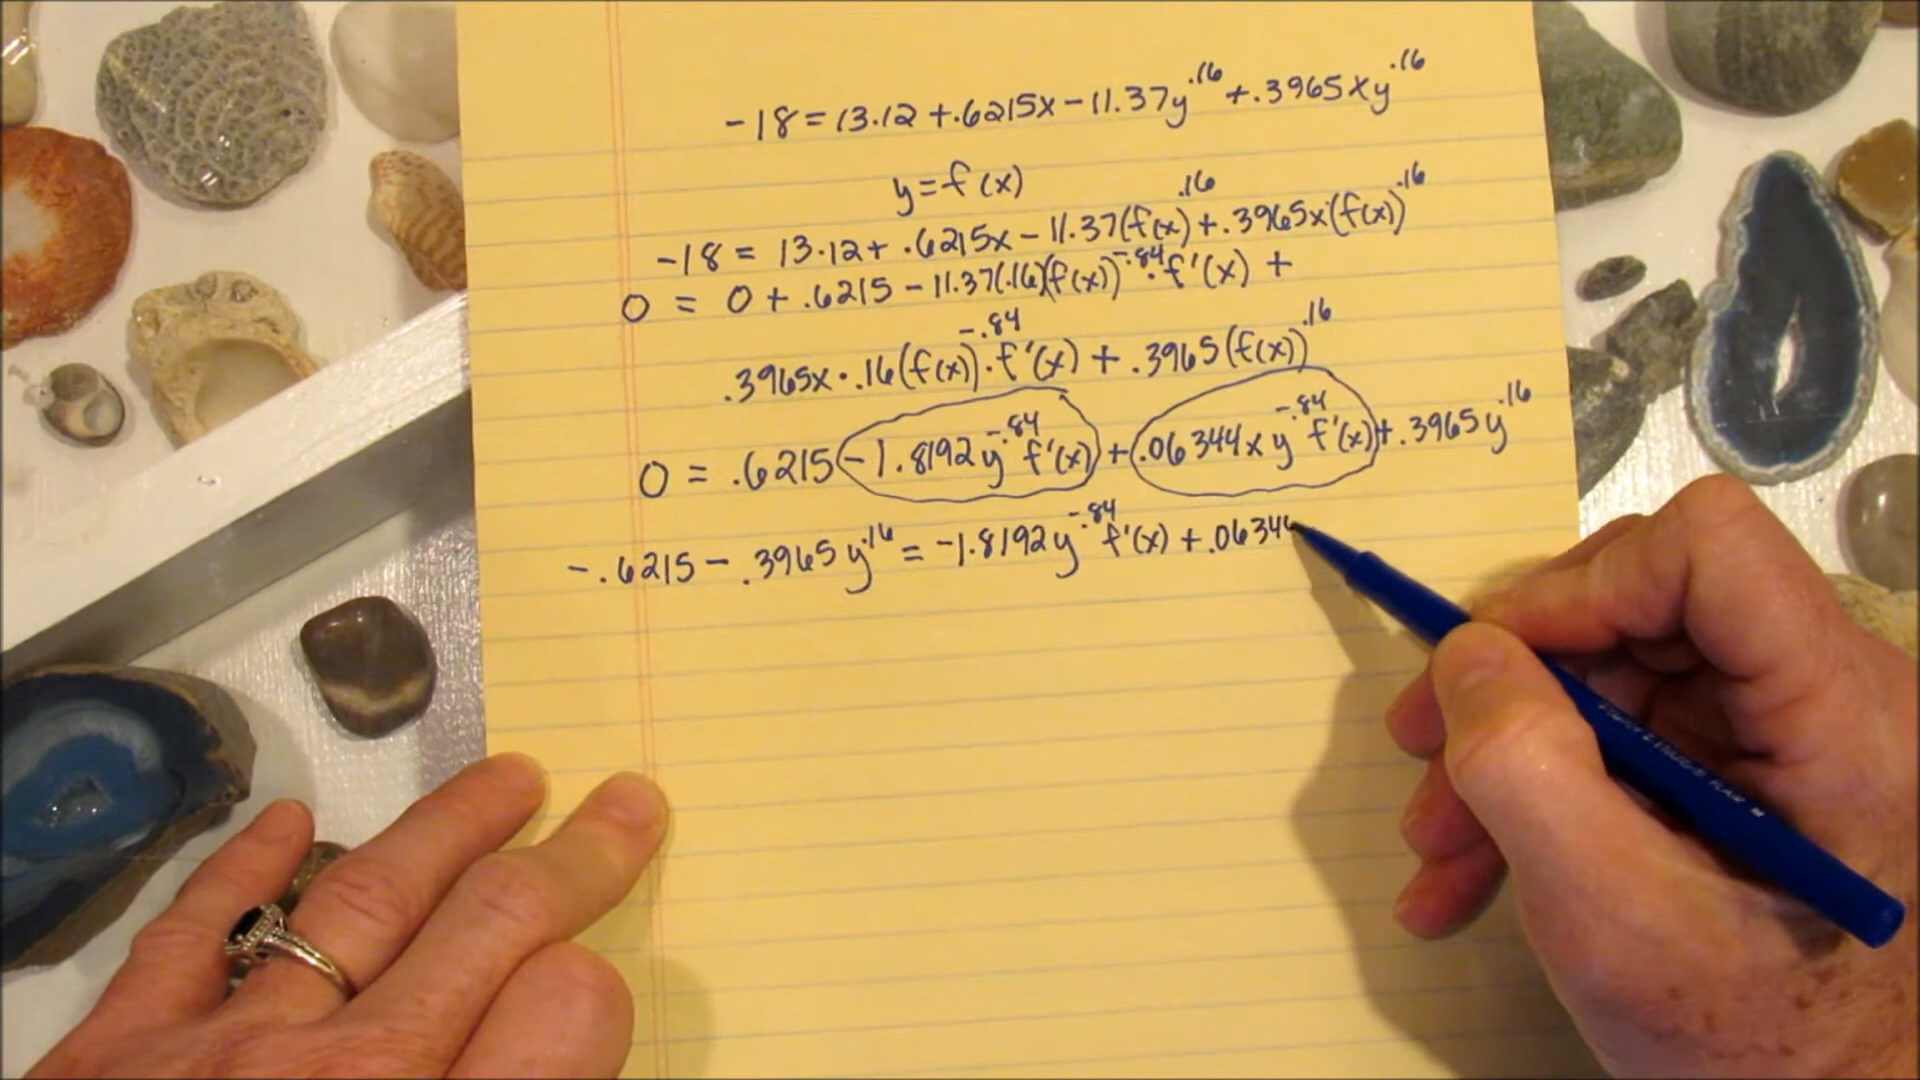 -18 = 13.12 + .6215x - 11.37y^.16 + .3965xy^.16
y = f(x)
-18 = 13.12 + .6215x - 11.37(f(x))^.16 + .3965x(f(x))^.16
0 = 0 + .6215 - 11.37(.16)(f(x))^-.84 · f'(x) +
.3965x · .16(f(x))^-.84 · f'(x) + .3965(f(x))^.16
0 = .6215 - 1.8192y^-.84 f'(x) + .06344xy^-.84 f'(x) + .3965y^.16
-.6215 - .3965y^.16 = -1.8192y^-.84 f'(x) + .06344